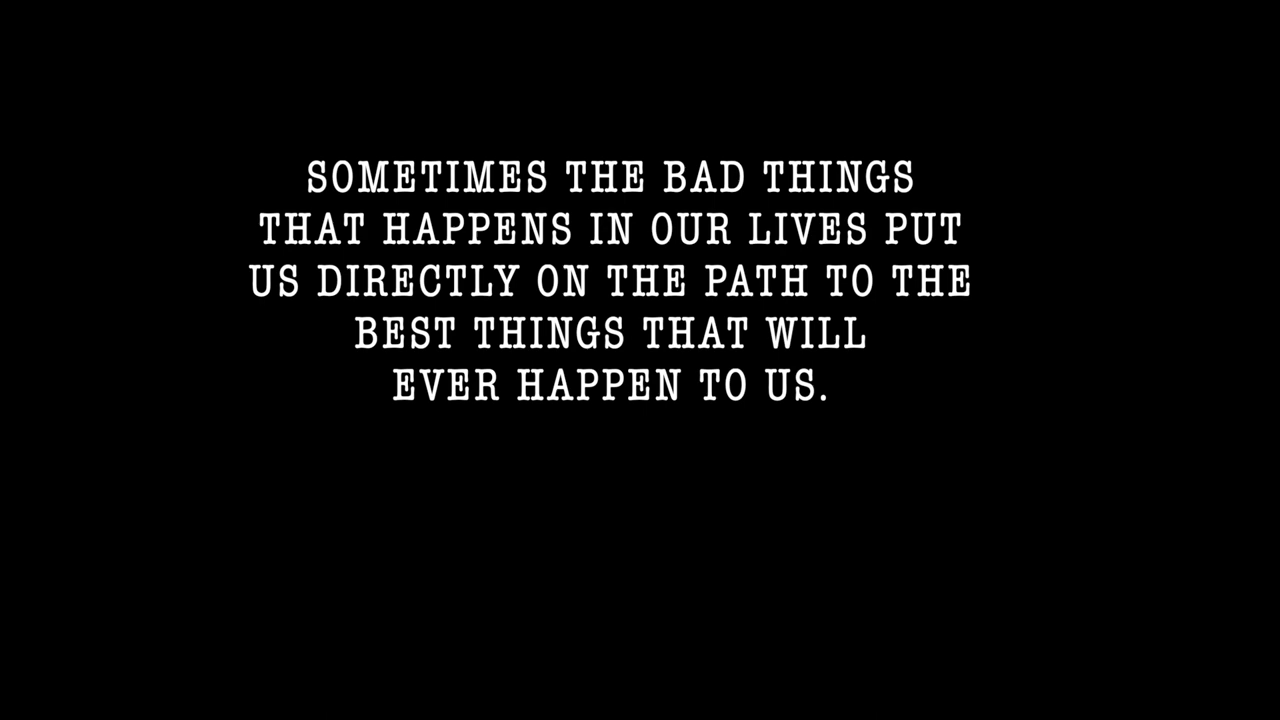 SOMETIMES THE BAD THINGS
THAT HAPPENS IN OUR LIVES PUT
US DIRECTLY ON THE PATH TO THE
BEST THINGS THAT WILL
EVER HAPPEN TO US.